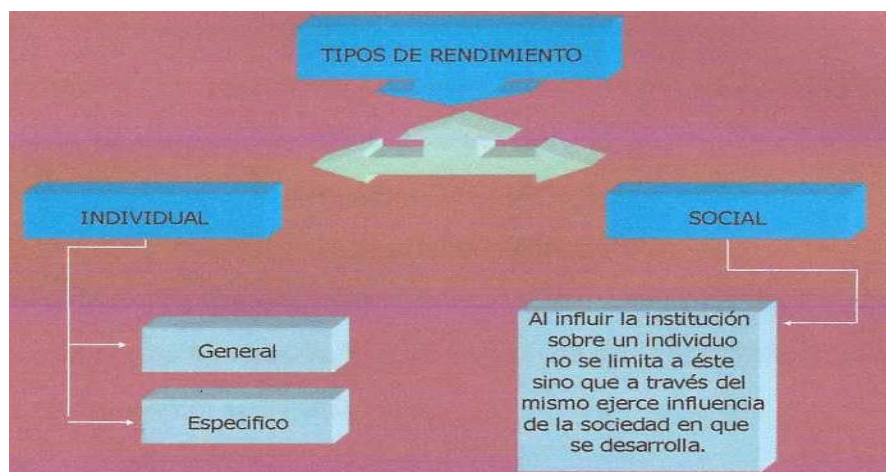 TIPOS DE RENDIMIENTO
INDIVIDUAL
SOCIAL
General
Especifico
Al influir la institución
sobre un individuo
no se limita a éste
sino que a través del
mismo ejerce influencia
de la sociedad en que
se desarrolla.